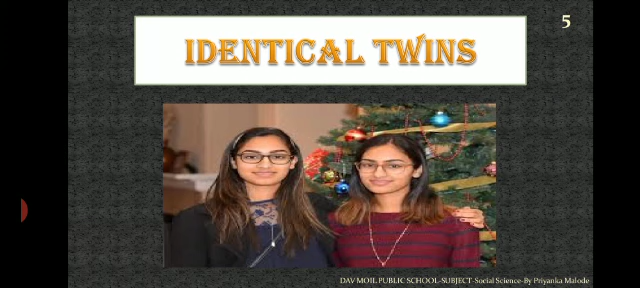 5
IDENTICAL TWINS
DAV MOIL PUBLIC SCHOOL-SUBJECT-Social Science-By Priyanka Malode